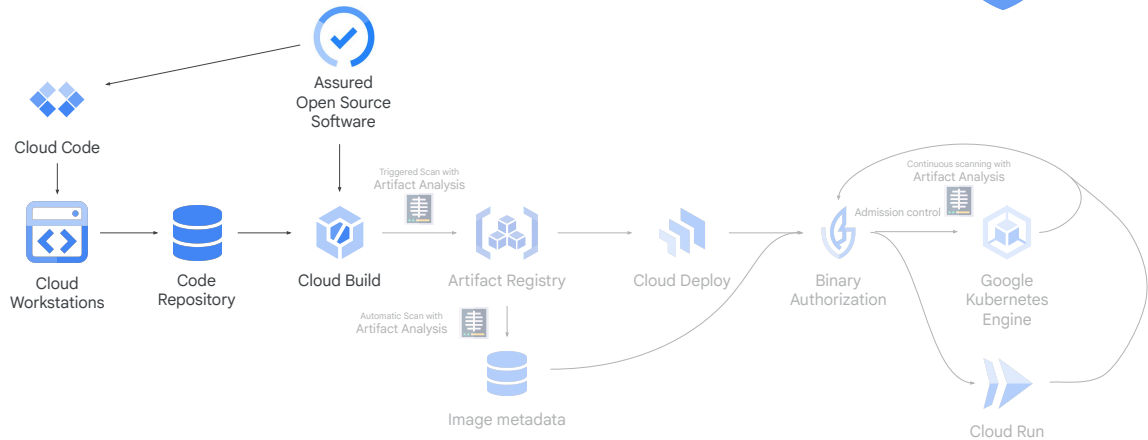 Assured
Open Source
Software
Cloud Code
Triggered Scan with
Artifact Analysis
Continuous scanning with
Artifact Analysis
Admission control
Cloud
Workstations
Code
Repository
Cloud Build
Artifact Registry
Cloud Deploy
Binary
Authorization
Google
Kubernetes
Engine
Automatic Scan with
Artifact Analysis
Image metadata
Cloud Run